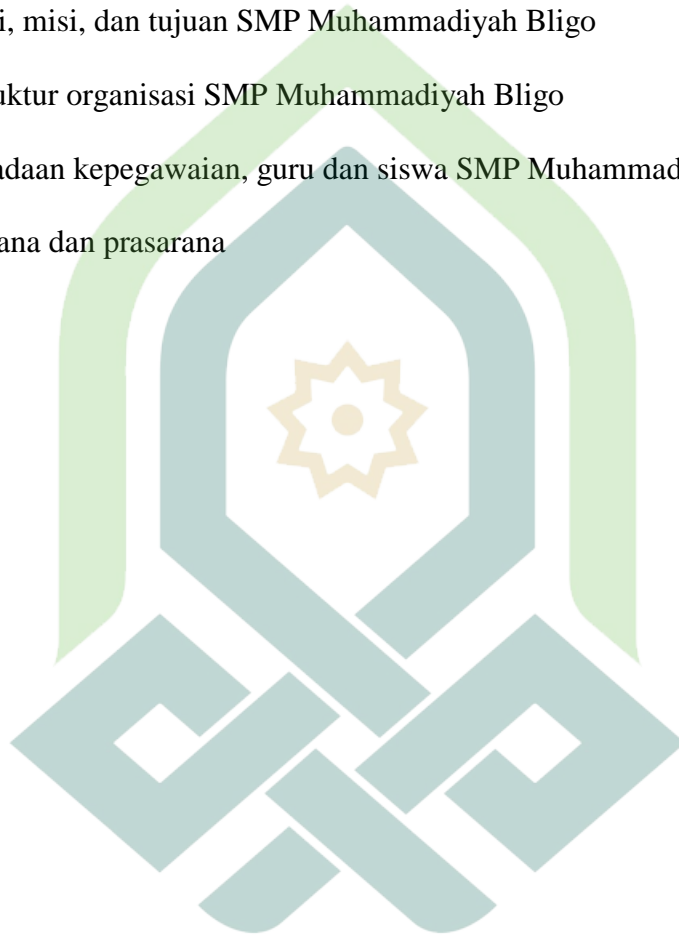 i, misi, dan tujuan SMP Muhammadiyah Bligo
uktur organisasi SMP Muhammadiyah Bligo
adaan kepegawaian, guru dan siswa SMP Muhammad
ana dan prasarana